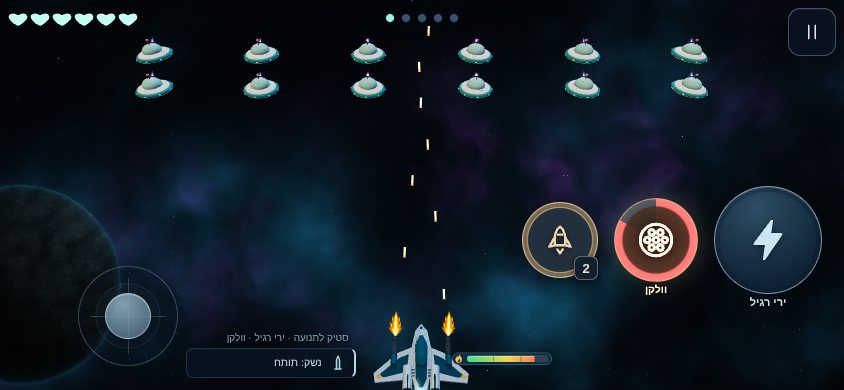 2
וולקן
ירי רגיל
סטיק לתנועה · ירי רגיל · וולקן
נשק: תותח